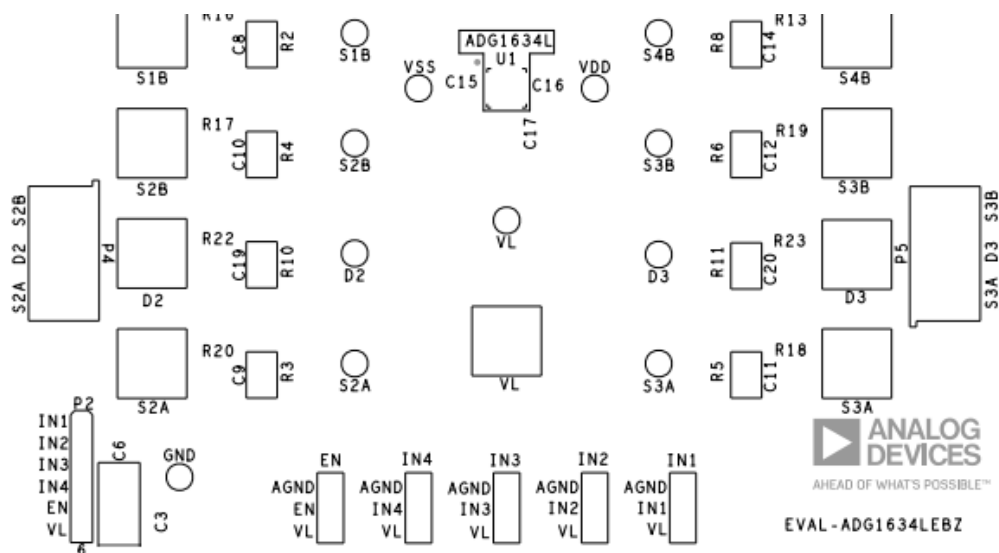 R16
C8
R2
S1B
S1B
ADG1634L
U1
C15
C16
C17
VSS
VDD
S4B
R8
C14
R13
S4B
R17
C10
R4
S2B
S2B
S3B
R6
C12
R19
S3B
S2B
D2
S2A
P4
R22
C19
R10
D2
D2
VL
D3
R11
C20
R23
D3
P5
S3B
D3
S3A
R20
C9
R3
S2A
S2A
VL
S3A
R5
C11
R18
S3A
P2
IN1
IN2
IN3
IN4
EN
VL
6
C6
C3
GND
EN
AGND
EN
VL
IN4
AGND
IN4
VL
IN3
AGND
IN3
VL
IN2
AGND
IN2
VL
IN1
AGND
IN1
VL
ANALOG
DEVICES
AHEAD OF WHAT'S POSSIBLE™
EVAL-ADG1634LEBZ